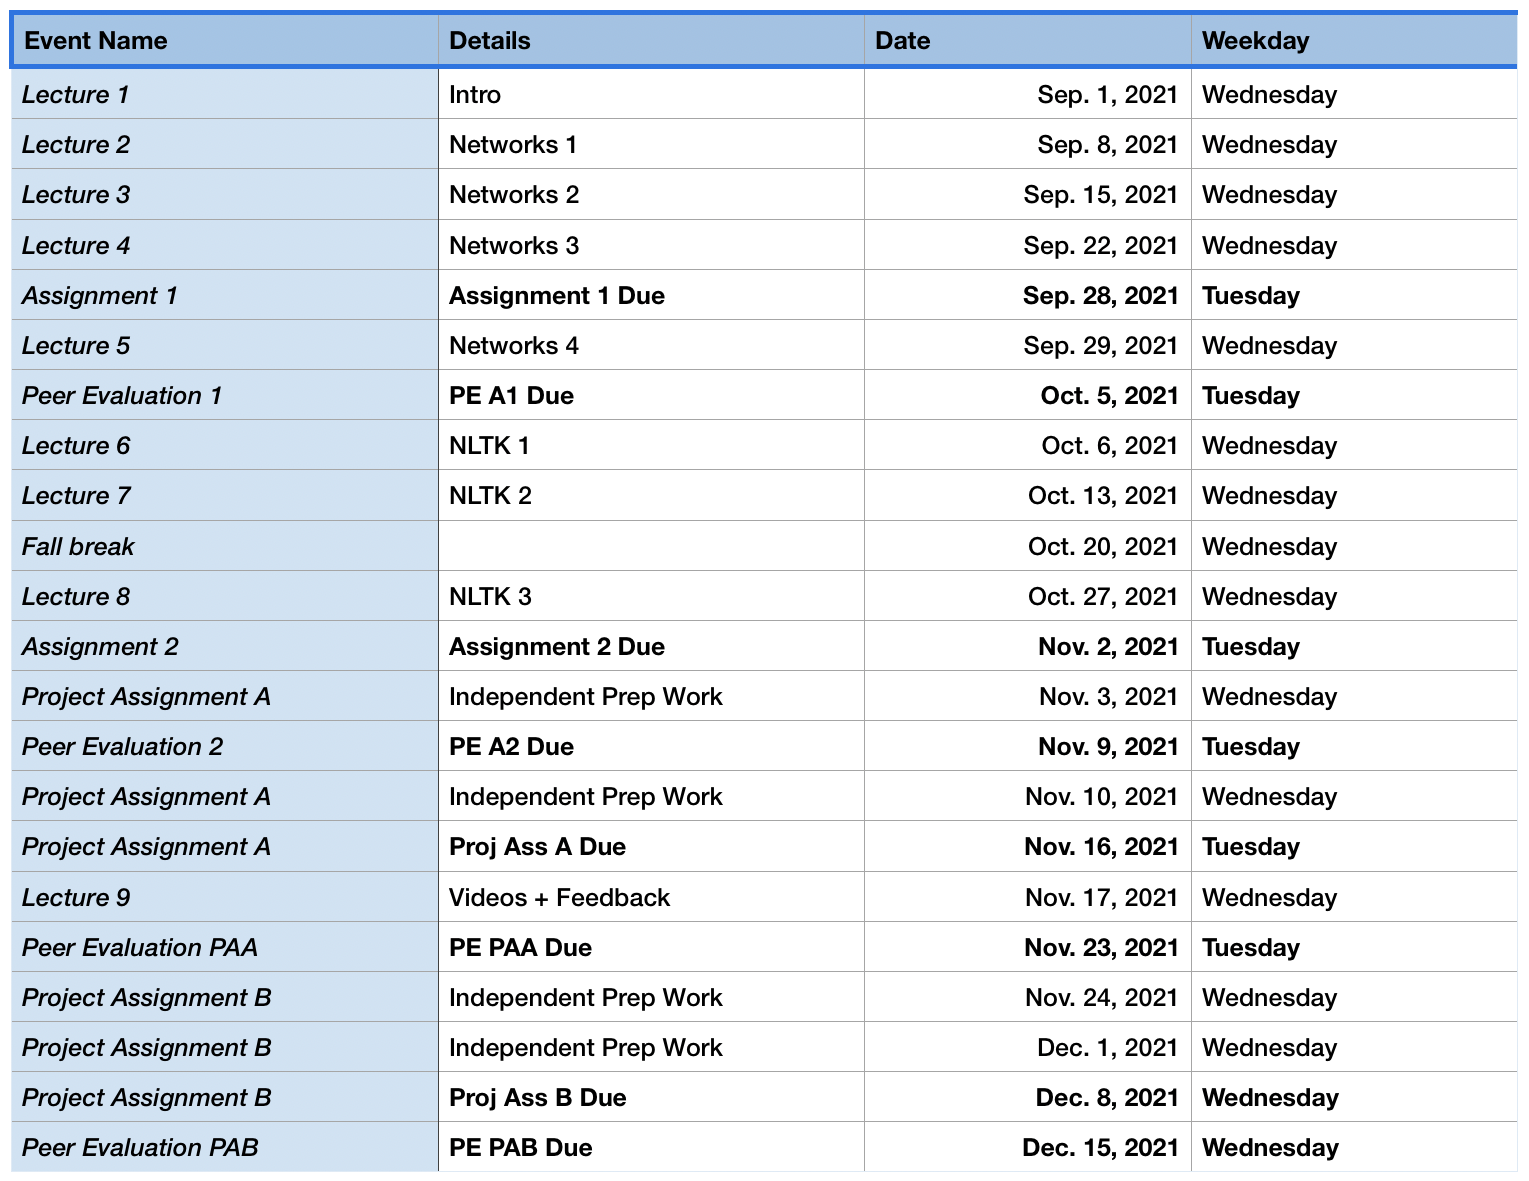 Event Name Details Date Weekday
Lecture 1 Intro Sep. 1, 2021 Wednesday
Lecture 2 Networks 1 Sep. 8, 2021 Wednesday
Lecture 3 Networks 2 Sep. 15, 2021 Wednesday
Lecture 4 Networks 3 Sep. 22, 2021 Wednesday
Assignment 1 Assignment 1 Due Sep. 28, 2021 Tuesday
Lecture 5 Networks 4 Sep. 29, 2021 Wednesday
Peer Evaluation 1 PE A1 Due Oct. 5, 2021 Tuesday
Lecture 6 NLTK 1 Oct. 6, 2021 Wednesday
Lecture 7 NLTK 2 Oct. 13, 2021 Wednesday
Fall break Oct. 20, 2021 Wednesday
Lecture 8 NLTK 3 Oct. 27, 2021 Wednesday
Assignment 2 Assignment 2 Due Nov. 2, 2021 Tuesday
Project Assignment A Independent Prep Work Nov. 3, 2021 Wednesday
Peer Evaluation 2 PE A2 Due Nov. 9, 2021 Tuesday
Project Assignment A Independent Prep Work Nov. 10, 2021 Wednesday
Project Assignment A Proj Ass A Due Nov. 16, 2021 Tuesday
Lecture 9 Videos + Feedback Nov. 17, 2021 Wednesday
Peer Evaluation PAA PE PAA Due Nov. 23, 2021 Tuesday
Project Assignment B Independent Prep Work Nov. 24, 2021 Wednesday
Project Assignment B Independent Prep Work Dec. 1, 2021 Wednesday
Project Assignment B Proj Ass B Due Dec. 8, 2021 Wednesday
Peer Evaluation PAB PE PAB Due Dec. 15, 2021 Wednesday